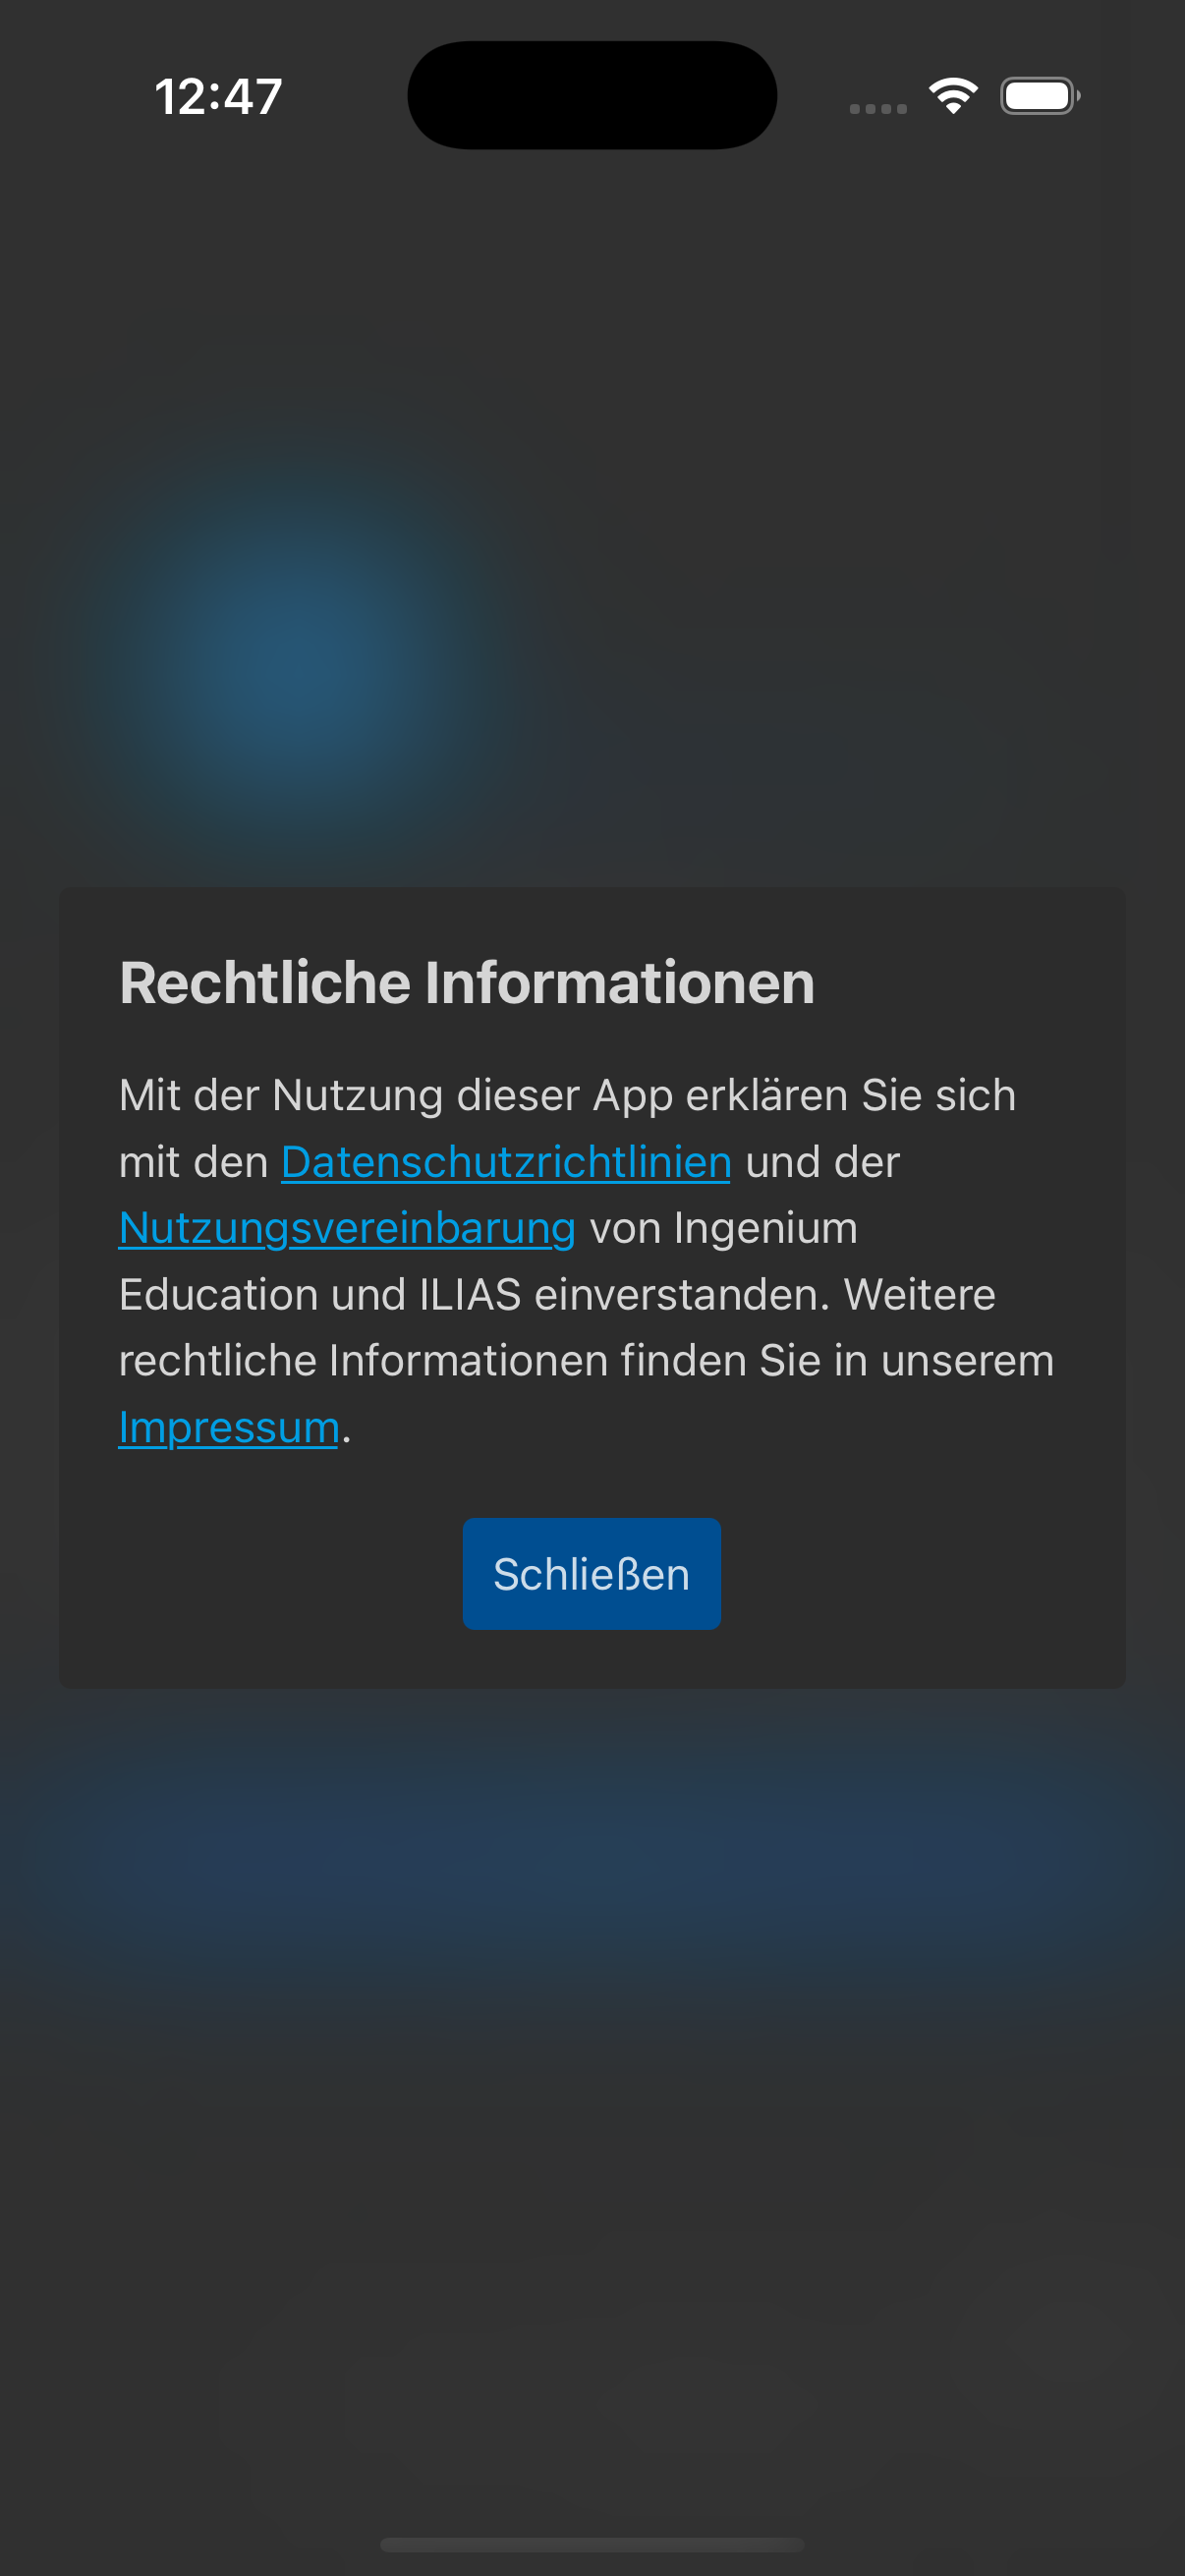 12:47
Rechtliche Informationen
Mit der Nutzung dieser App erklären Sie sich
mit den Datenschutzrichtlinien und der
Nutzungsvereinbarung von Ingenium
Education und ILIAS einverstanden. Weitere
rechtliche Informationen finden Sie in unserem
Impressum.
Schließen